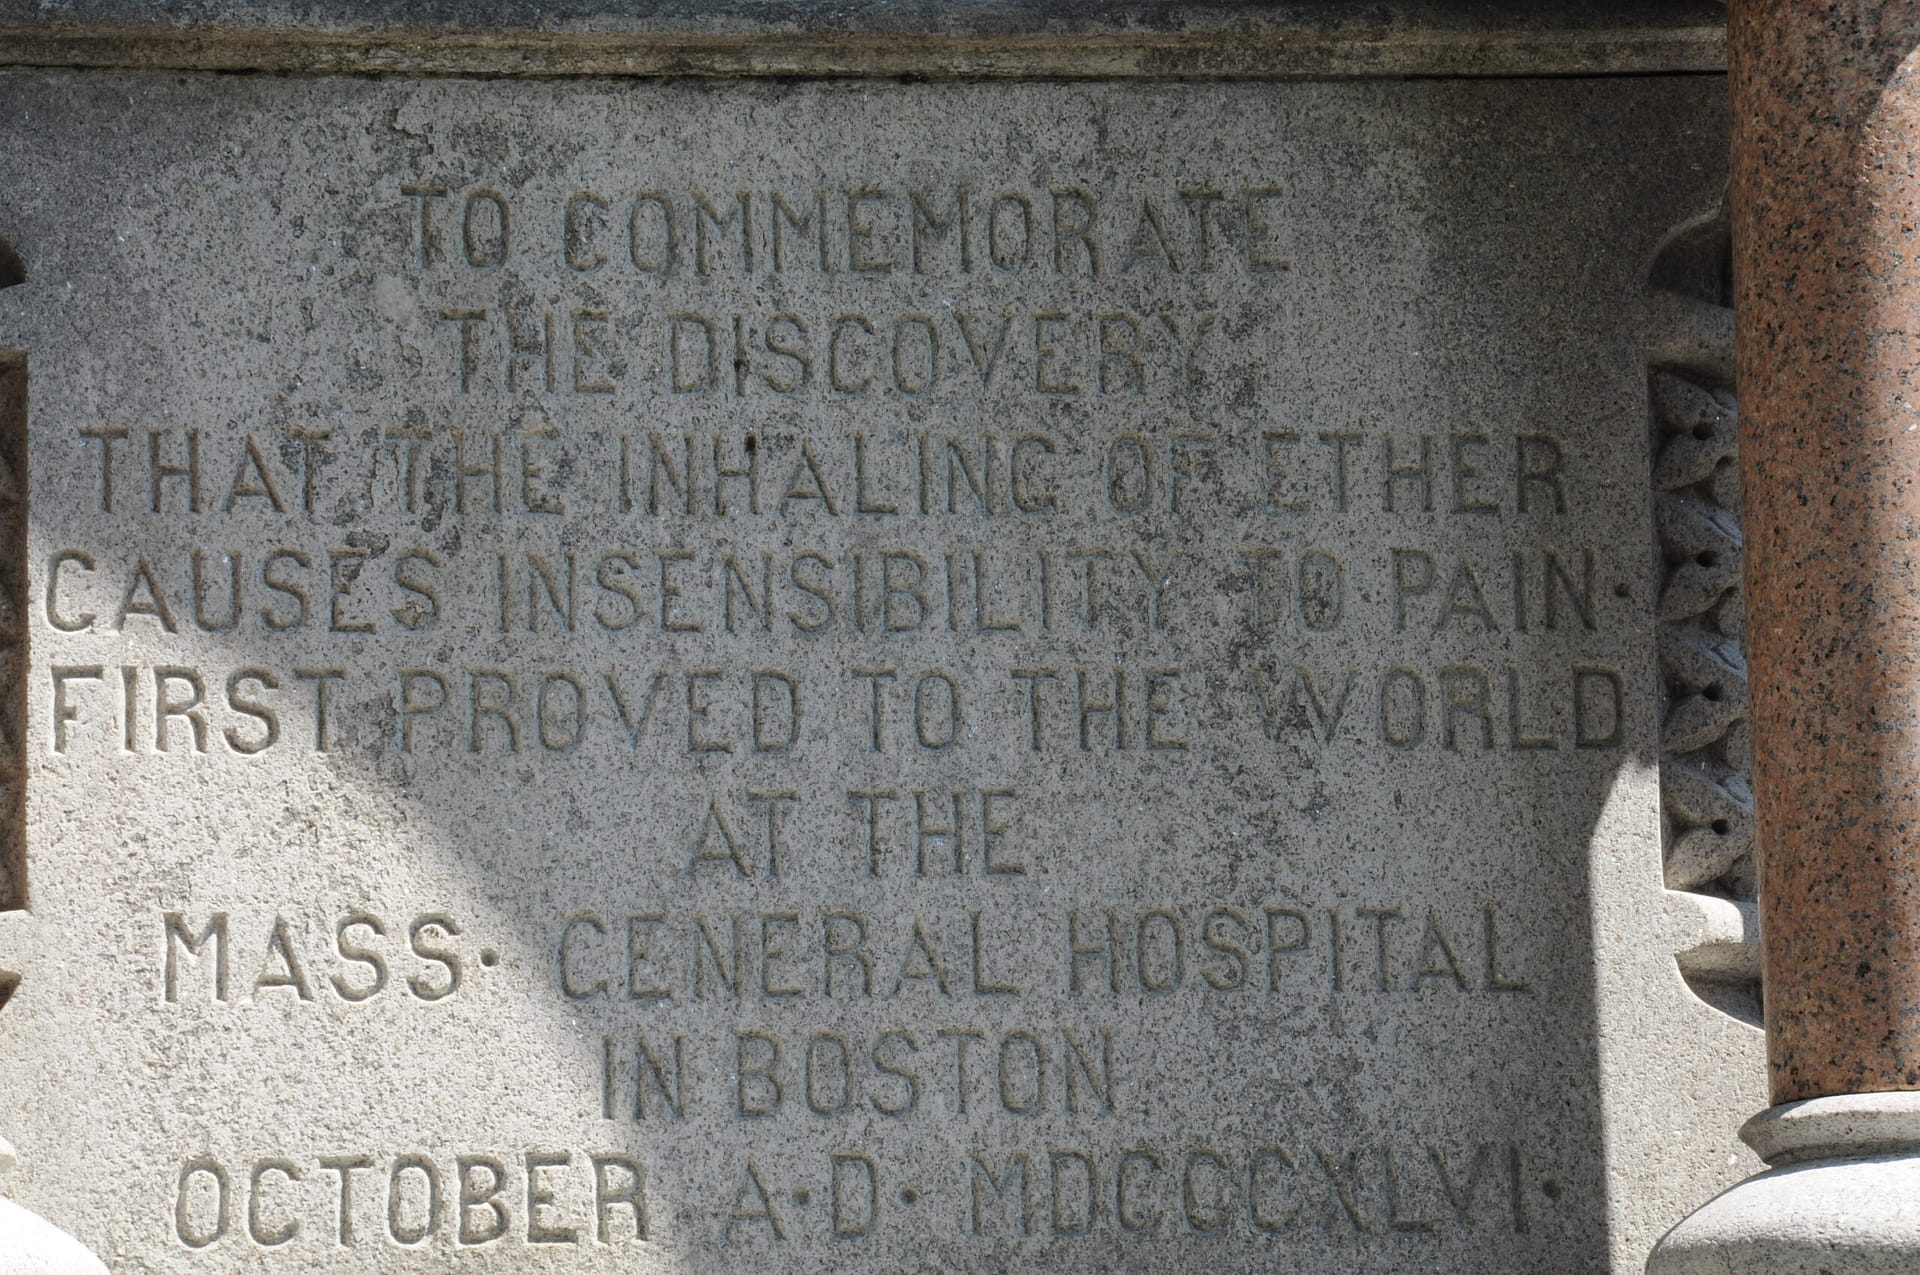 TO COMMEMORATE
THE DISCOVERY
THAT THE INHALING OF ETHER
CAUSES INSENSIBILITY TO PAIN·
FIRST PROVED TO THE WORLD
AT THE
MASS· GENERAL HOSPITAL
IN BOSTON
OCTOBER A·D· MDCCCXLVI·